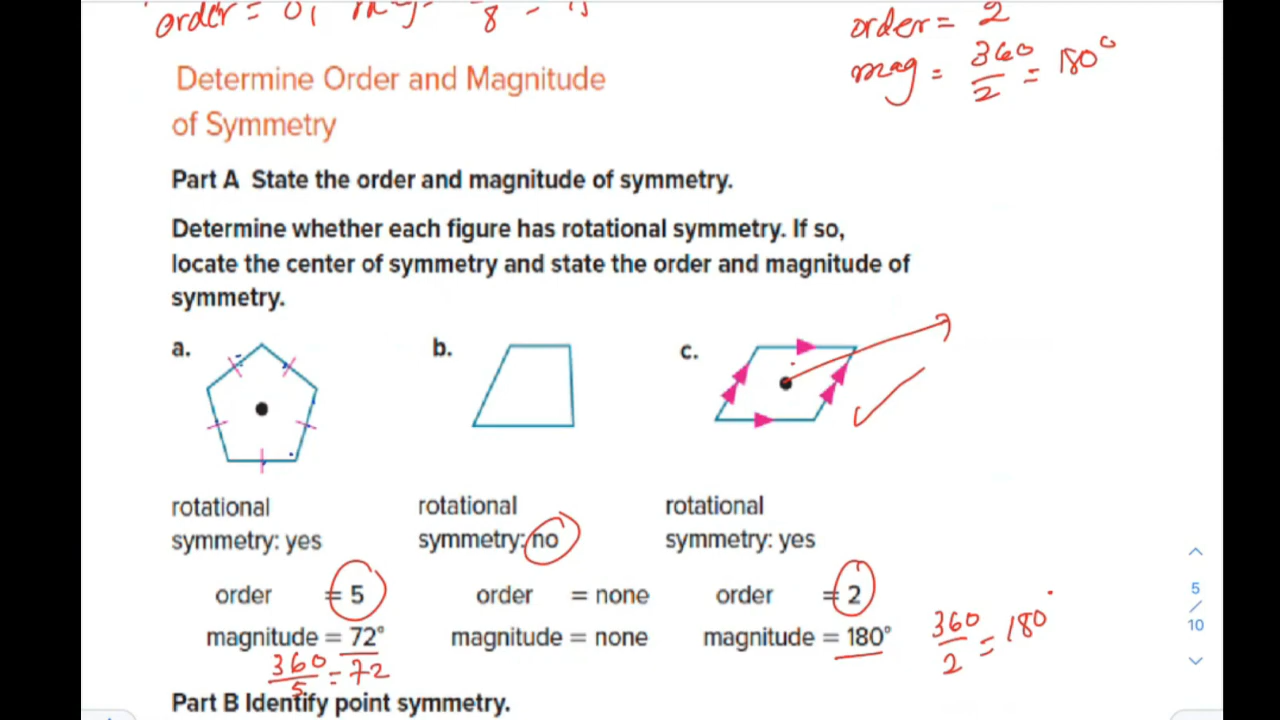 order =
8
order = 2
mag = 360/2 = 180°
Determine Order and Magnitude
of Symmetry
Part A State the order and magnitude of symmetry.
Determine whether each figure has rotational symmetry. If so,
locate the center of symmetry and state the order and magnitude of
symmetry.
a. b. c.
rotational rotational rotational
symmetry: yes symmetry: no symmetry: yes
order = 5 order = none order = 2
magnitude = 72° magnitude = none magnitude = 180°
360/5 = 72 360/2 = 180°
Part B Identify point symmetry.
5
/
10